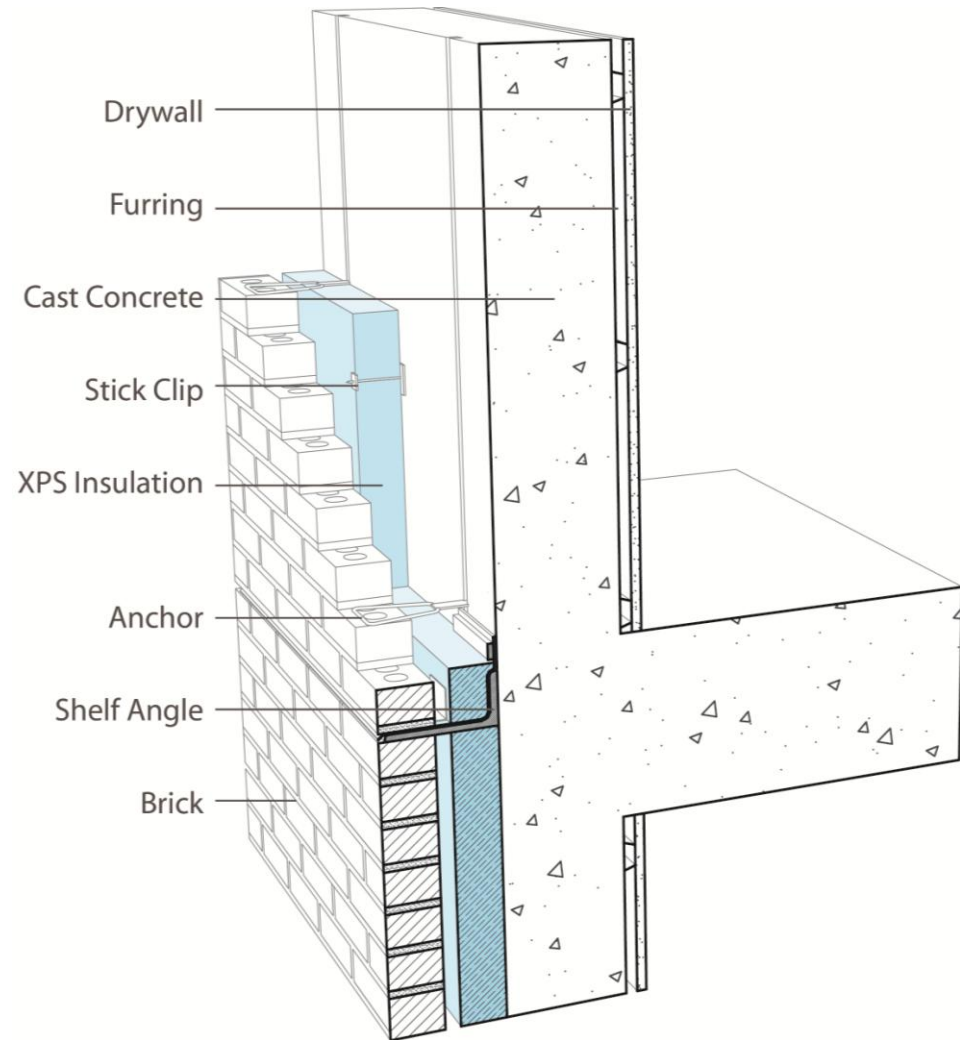 Drywall
Furring
Cast Concrete
Stick Clip
XPS Insulation
Anchor
Shelf Angle
Brick